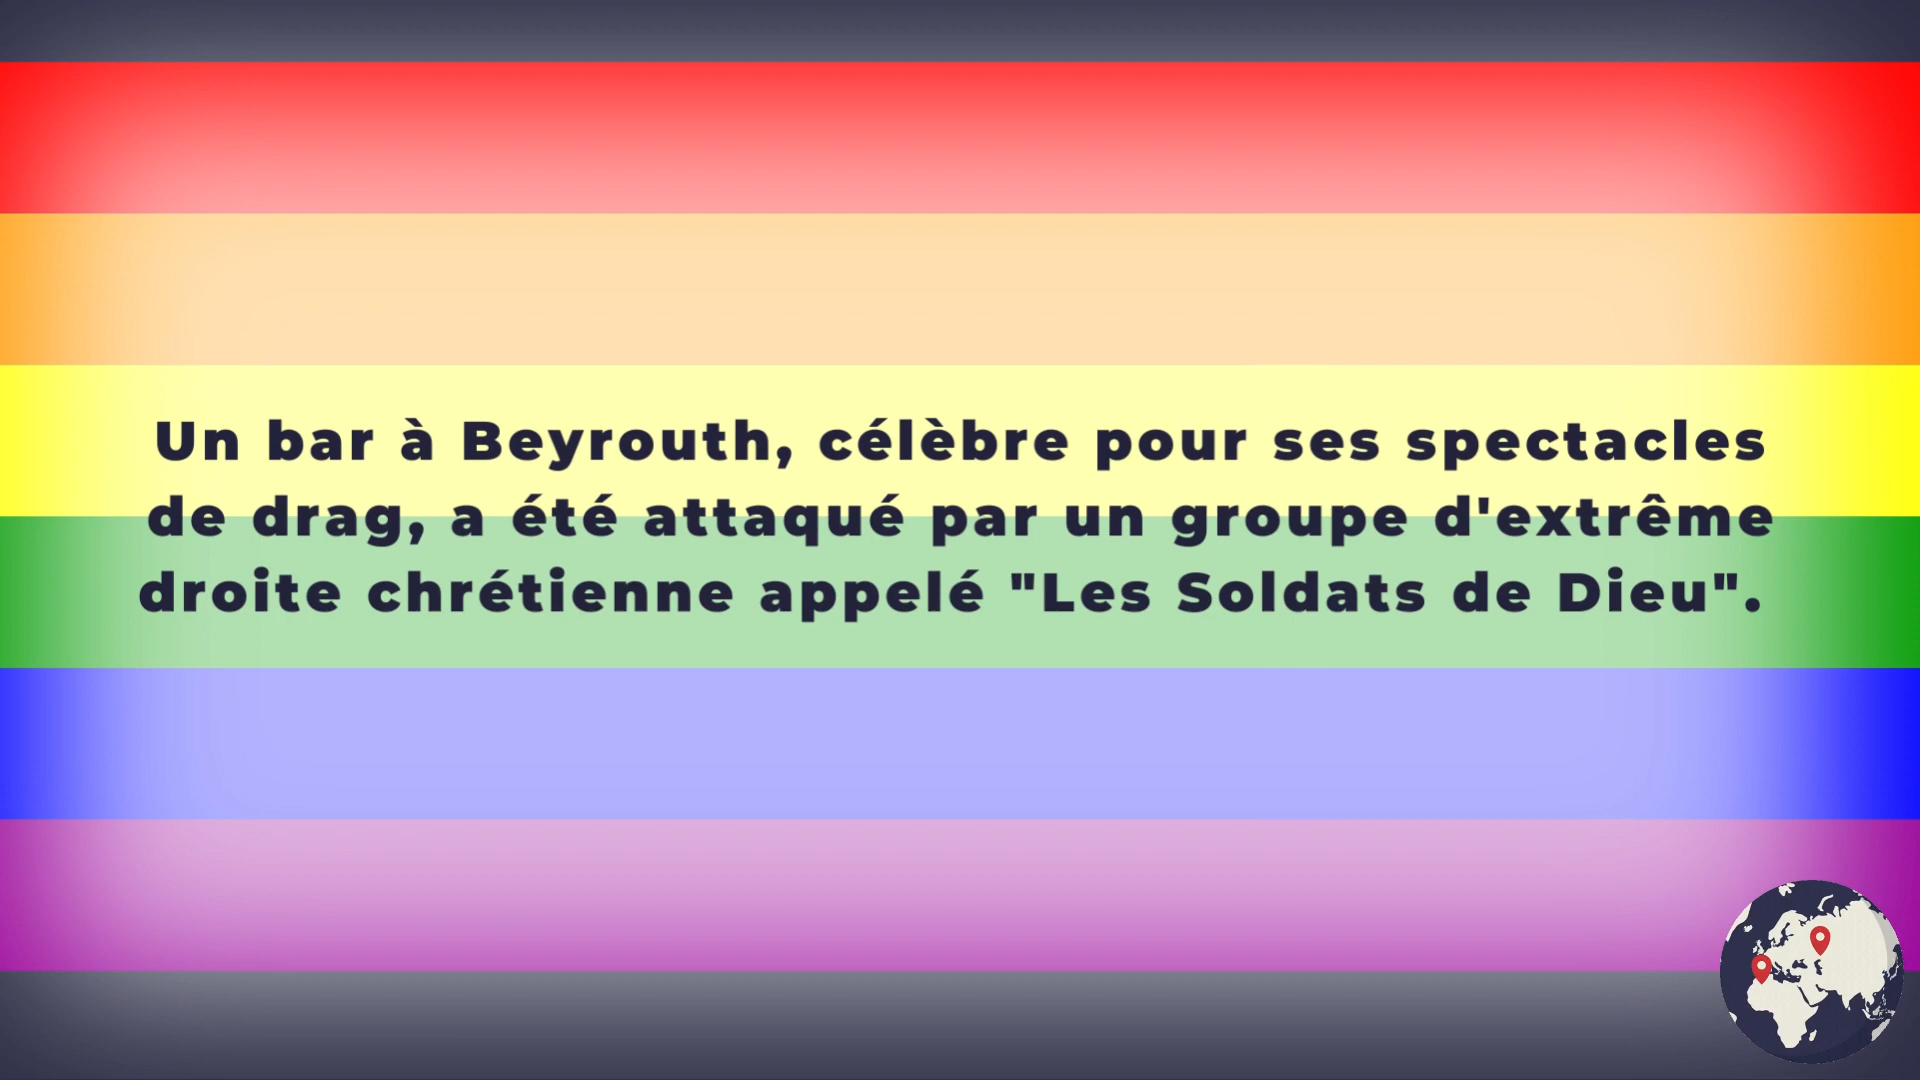 Un bar à Beyrouth, célèbre pour ses spectacles
de drag, a été attaqué par un groupe d'extrême
droite chrétienne appelé "Les Soldats de Dieu".